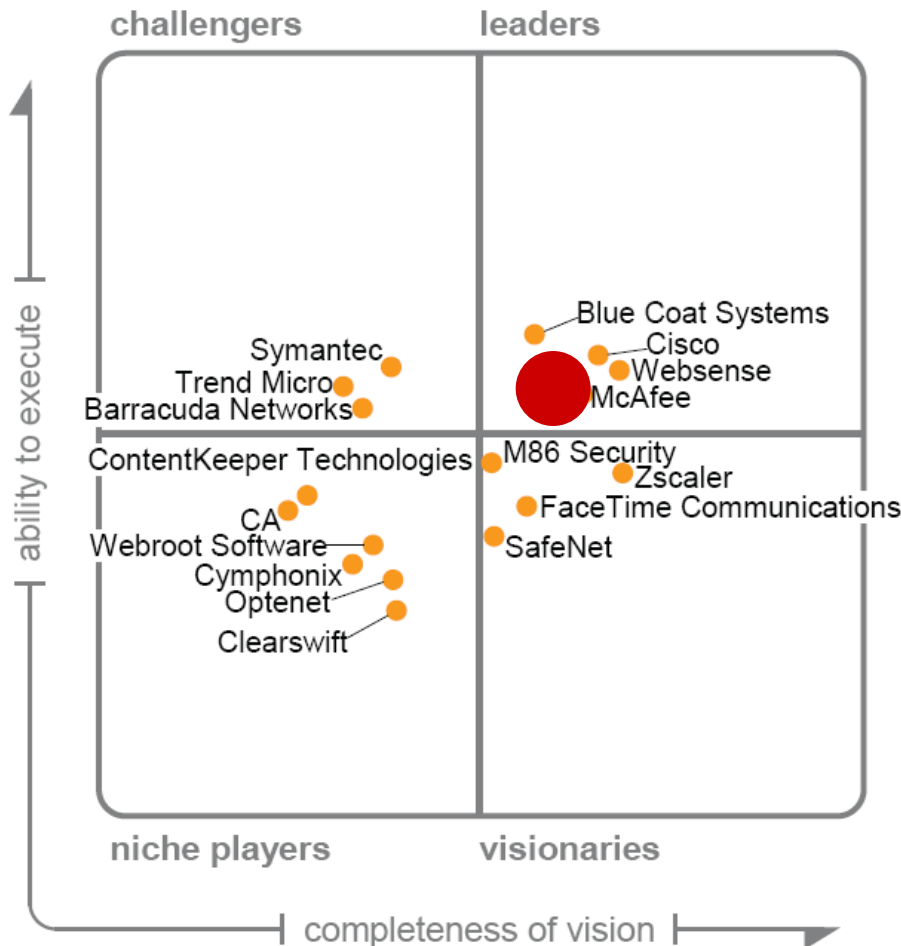 challengers
leaders
ability to execute
Blue Coat Systems
Cisco
Symantec
Websense
Trend Micro
McAfee
Barracuda Networks
M86 Security
ContentKeeper Technologies
Zscaler
FaceTime Communications
CA
Webroot Software
SafeNet
Cymphonix
Optenet
Clearswift
niche players
visionaries
completeness of vision